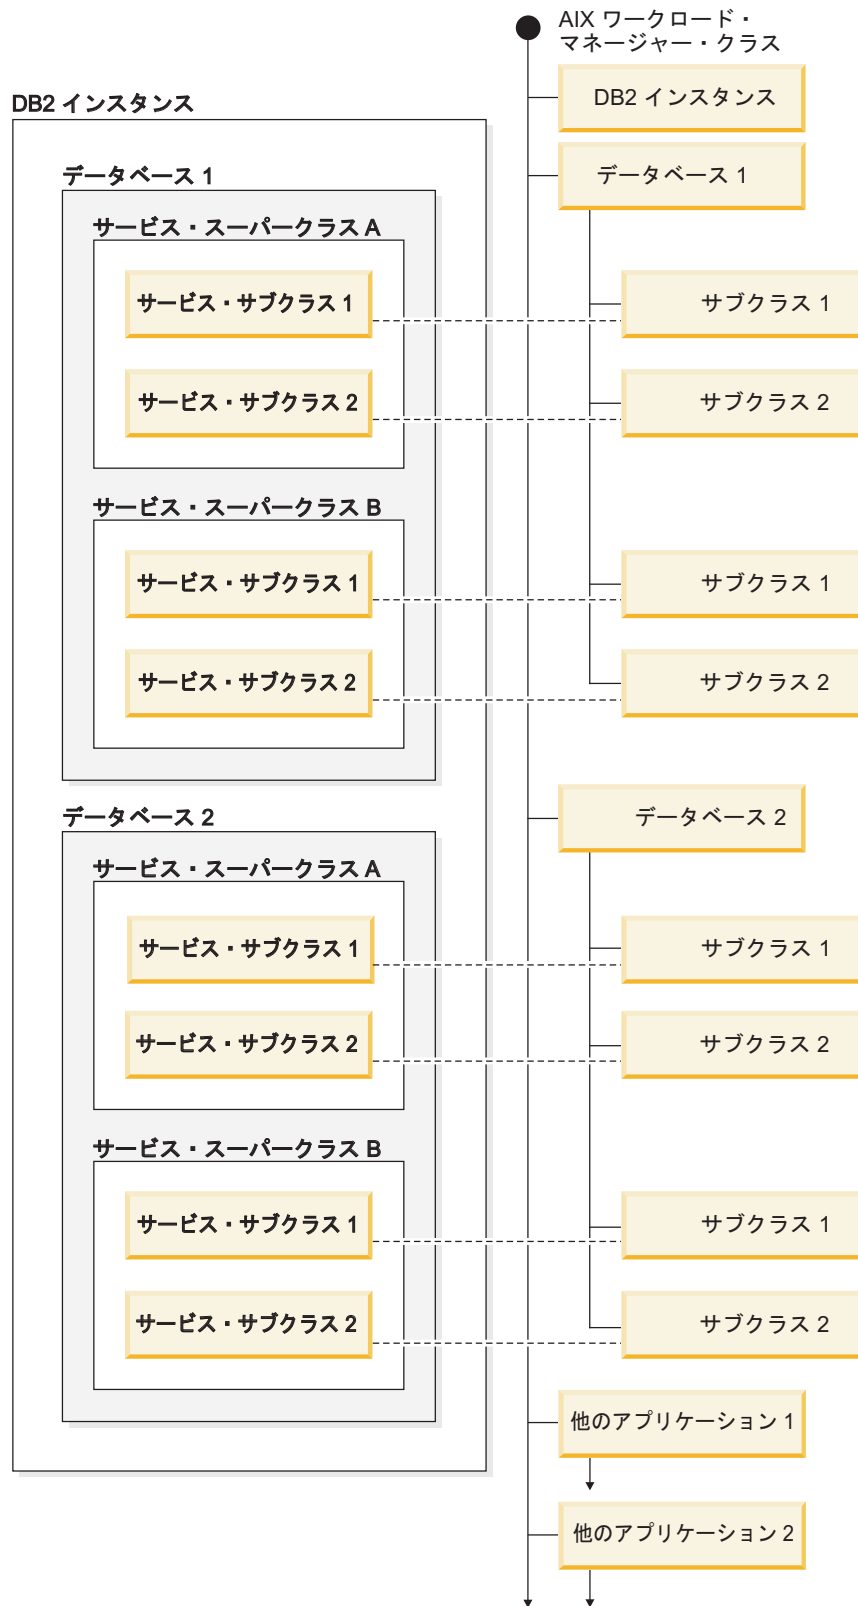 AIX ワークロード・
マネージャー・クラス
DB2 インスタンス
DB2 インスタンス
データベース 1
データベース 1
サービス・スーパークラス A
サービス・サブクラス 1
サブクラス 1
サービス・サブクラス 2
サブクラス 2
サービス・スーパークラス B
サービス・サブクラス 1
サブクラス 1
サービス・サブクラス 2
サブクラス 2
データベース 2
データベース 2
サービス・スーパークラス A
サービス・サブクラス 1
サブクラス 1
サービス・サブクラス 2
サブクラス 2
サービス・スーパークラス B
サービス・サブクラス 1
サブクラス 1
サービス・サブクラス 2
サブクラス 2
他のアプリケーション 1
他のアプリケーション 2